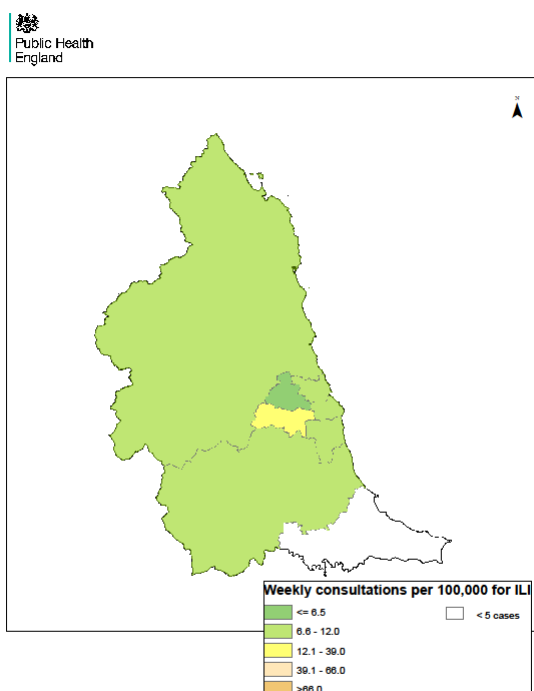 Public Health
England
N
Weekly consultations per 100,000 for ILI
<= 6.5
< 5 cases
6.6 - 12.0
12.1 - 39.0
39.1 - 66.0
>66.0